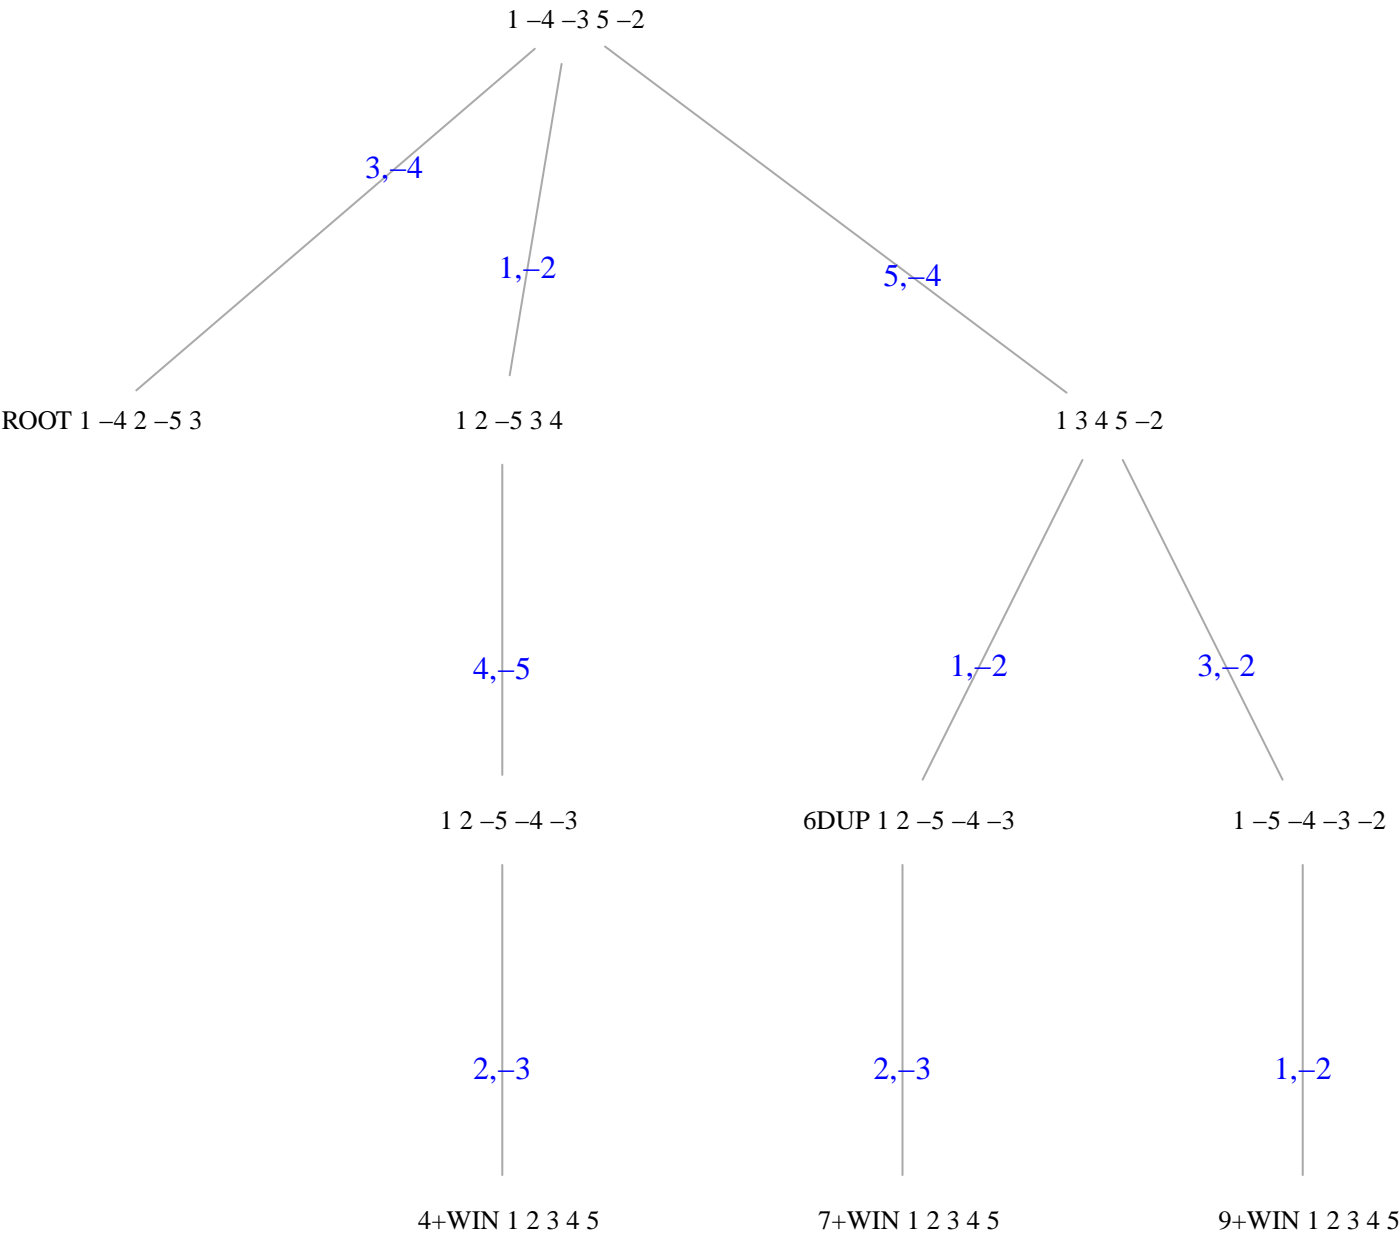 1 –4 –3 5 –2
3,–4
1,–2
5,–4
ROOT 1 –4 2 –5 3
1 2 –5 3 4
1 3 4 5 –2
4,–5
1,–2
3,–2
1 2 –5 –4 –3
6DUP 1 2 –5 –4 –3
1 –5 –4 –3 –2
2,–3
2,–3
1,–2
4+WIN 1 2 3 4 5
7+WIN 1 2 3 4 5
9+WIN 1 2 3 4 5